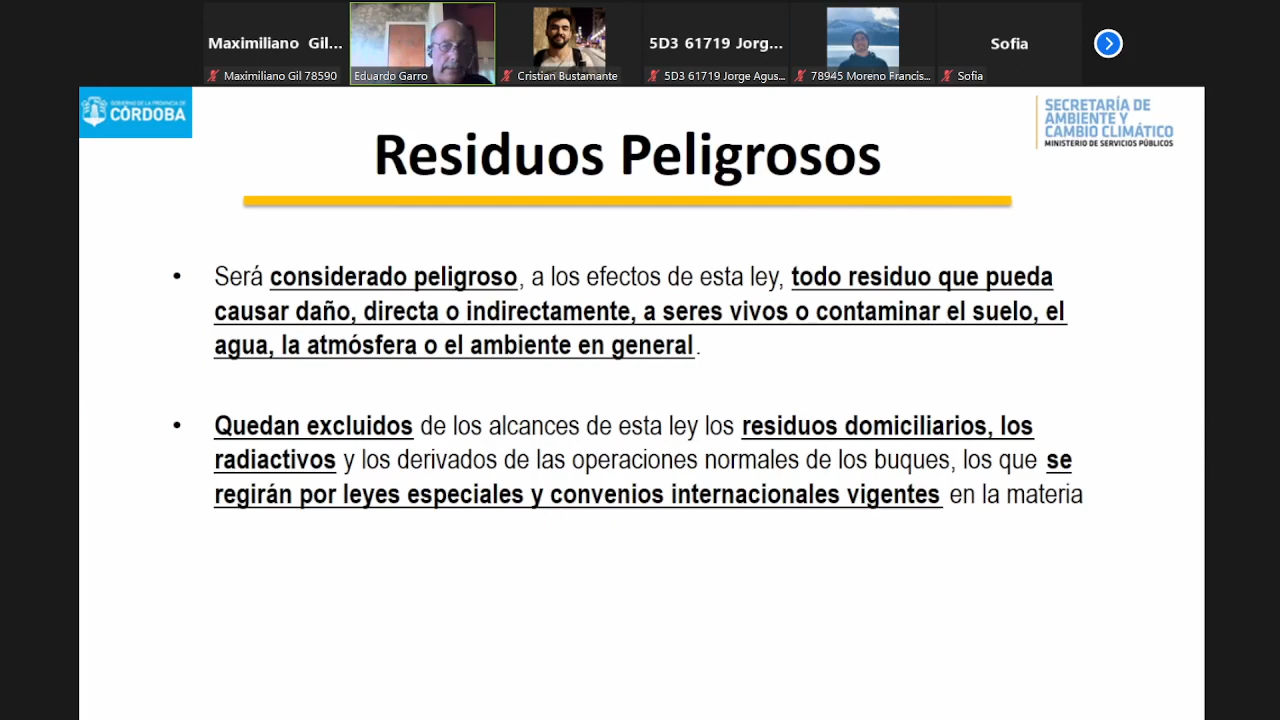 Maximiliano Gil...
5D3 61719 Jorg...
Sofia
Maximiliano Gil 78590
Eduardo Garro
Cristian Bustamante
5D3 61719 Jorge Agus...
78945 Moreno Francis...
Sofia
GOBIERNO DE LA PROVINCIA DE
CÓRDOBA
SECRETARÍA DE
AMBIENTE Y
CAMBIO CLIMÁTICO
MINISTERIO DE SERVICIOS PÚBLICOS
Residuos Peligrosos
• Será considerado peligroso, a los efectos de esta ley, todo residuo que pueda
causar daño, directa o indirectamente, a seres vivos o contaminar el suelo, el
agua, la atmósfera o el ambiente en general.
• Quedan excluidos de los alcances de esta ley los residuos domiciliarios, los
radiactivos y los derivados de las operaciones normales de los buques, los que se
regirán por leyes especiales y convenios internacionales vigentes en la materia